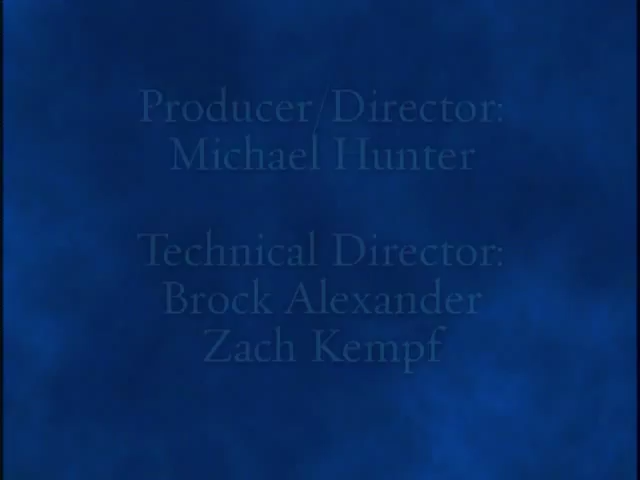 Producer/Director:
Michael Hunter
Technical Director:
Brock Alexander
Zach Kempf